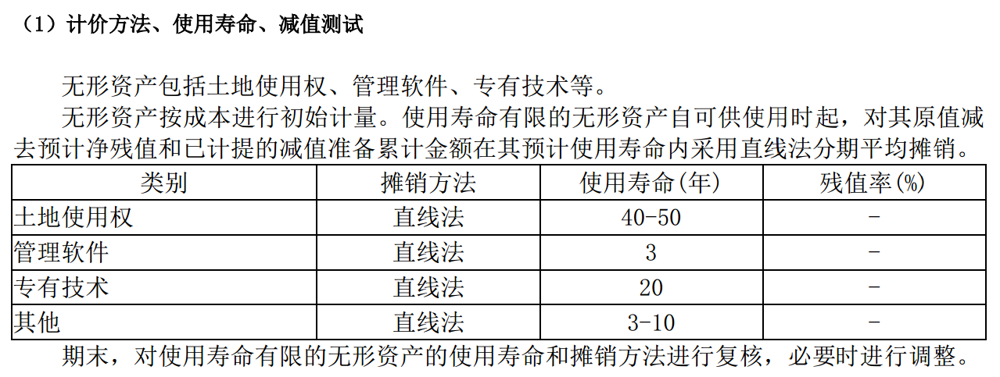 （1）计价方法、使用寿命、减值测试
无形资产包括土地使用权、管理软件、专有技术等。
无形资产按成本进行初始计量。使用寿命有限的无形资产自可供使用时起，对其原值减
去预计净残值和已计提的减值准备累计金额在其预计使用寿命内采用直线法分期平均摊销。
类别 摊销方法 使用寿命(年) 残值率(%)
土地使用权 直线法 40-50 -
管理软件 直线法 3 -
专有技术 直线法 20 -
其他 直线法 3-10 -
期末，对使用寿命有限的无形资产的使用寿命和摊销方法进行复核，必要时进行调整。